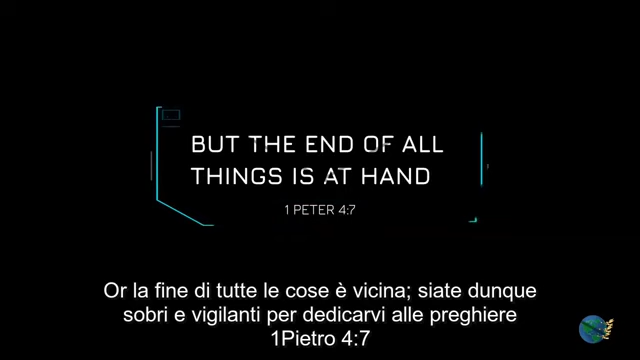 BUT THE END OF ALL
THINGS IS AT HAND
1 PETER 4:7
Or la fine di tutte le cose è vicina; siate dunque
sobri e vigilanti per dedicarvi alle preghiere
1Pietro 4:7